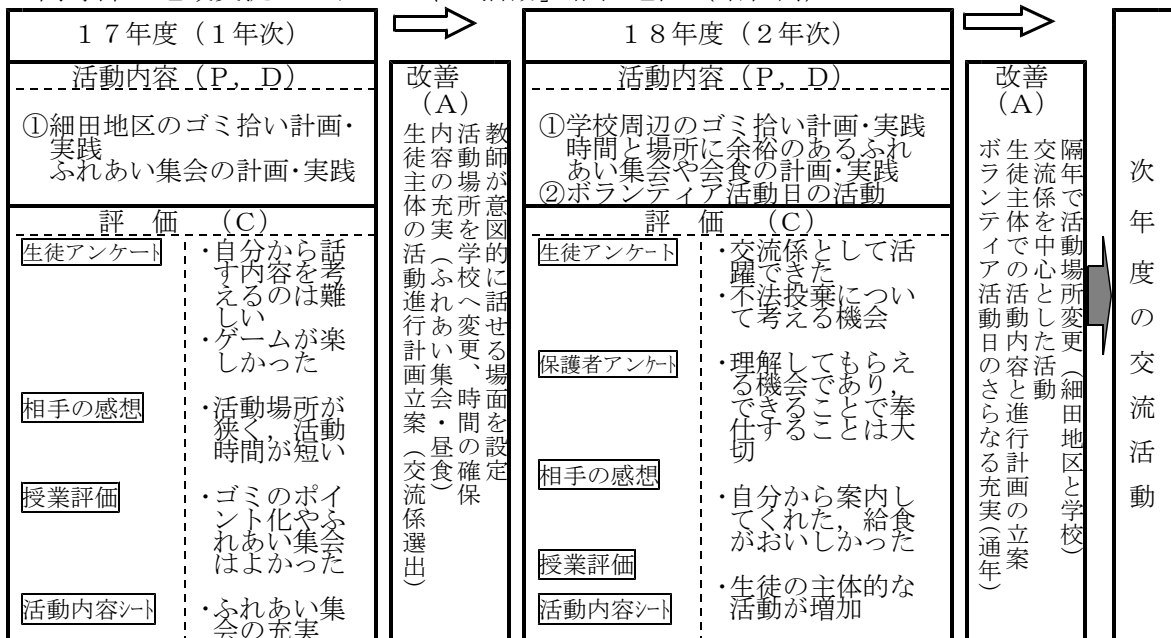 １７年度（１年次）
活動内容（P，D）
①細田地区のゴミ拾い計画・
実践
ふれあい集会の計画・実践
評　価　（C）
生徒アンケート
・自分から話
す内容を考
えるのは難
しい
・ゲームが楽
しかった
相手の感想
・活動場所が
狭く，活動
時間が短い
授業評価
・ゴミのポイ
ント化やふ
れあい集会
はよかった
活動内容シート
・ふれあい集
会の充実
改善
（A）
教師が意図的に話せる場面を設定
活動場所を学校へ変更、時間の確保
内容の充実（ふれあい集会・昼食）
生徒主体の活動進行計画立案（交流係選出）
１８年度（２年次）
活動内容（P，D）
①学校周辺のゴミ拾い計画・実践
時間と場所に余裕のあるふれ
あい集会や会食の計画・実践
②ボランティア活動日の活動
評　価　（C）
生徒アンケート
・交流係として活
躍できた
・不法投棄につい
て考える機会
保護者アンケート
・理解してもらえ
る機会であり，
できることで奉
仕することは大
切
相手の感想
・自分から案内し
てくれた，給食
がおいしかった
授業評価
・生徒の主体的な
活動が増加
活動内容シート
改善
（A）
隔年で活動場所変更（細田地区と学校）
交流係を中心とした活動
生徒主体での活動内容と進行計画の立案
ボランティア活動日のさらなる充実（通年）
次年度の交流活動